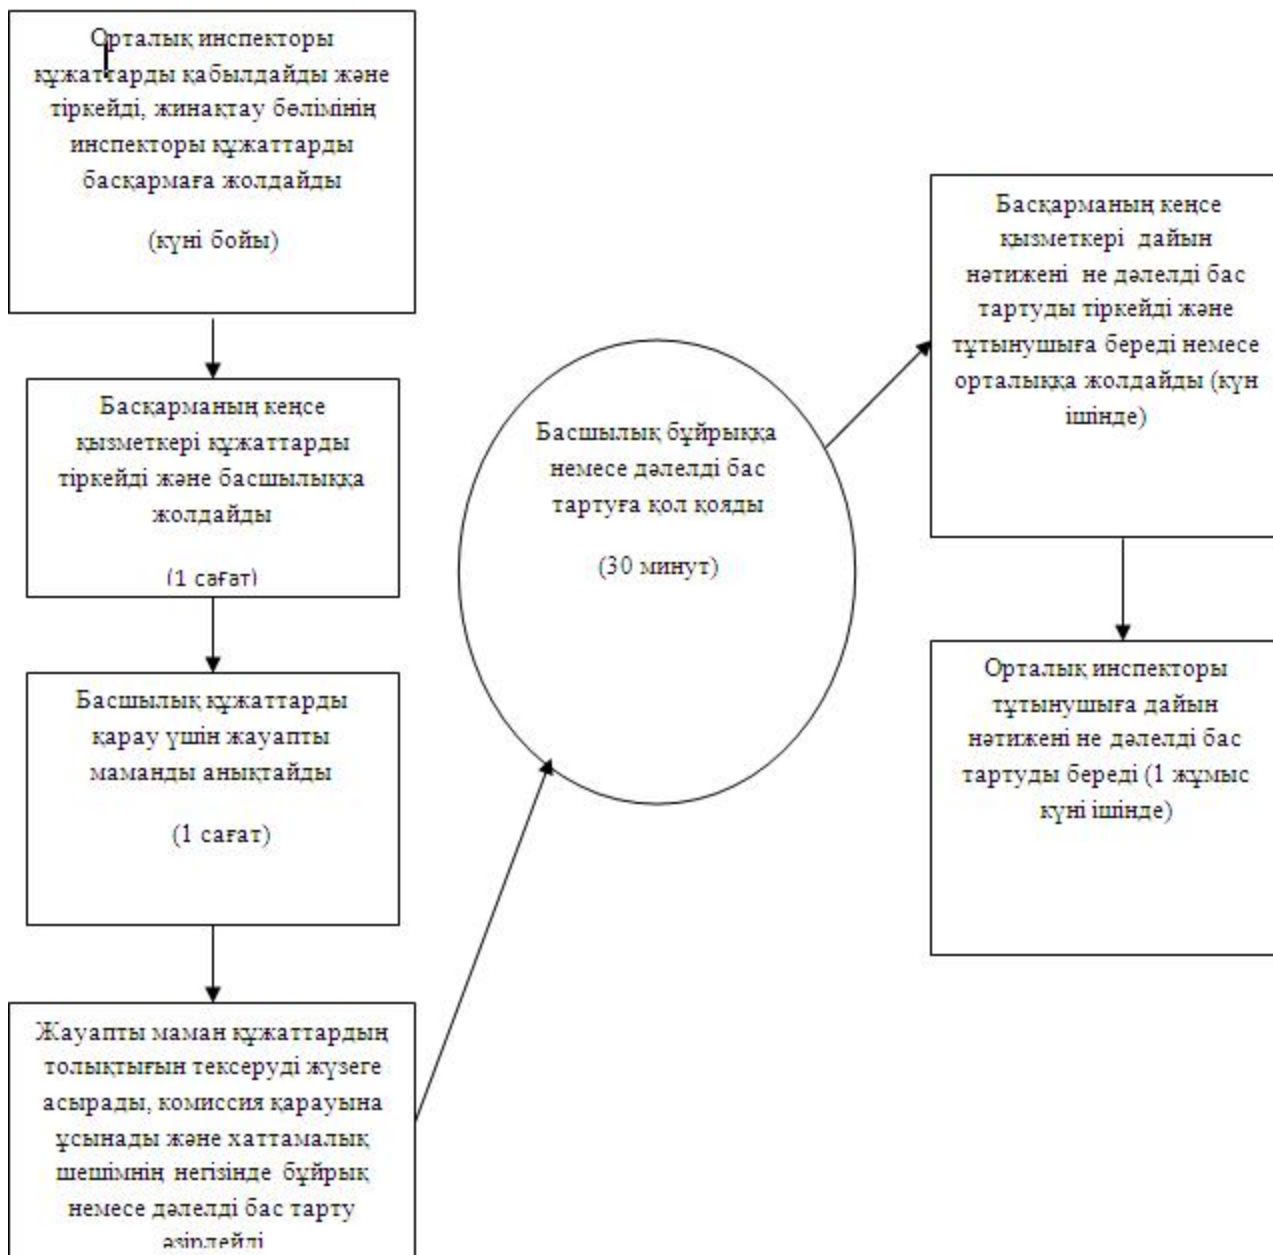 Орталық инспекторы
құжаттарды қабылдайды және
тіркейді, жинақтау бөлімінің
инспекторы құжаттарды
басқармаға жолдайды
(күні бойы)
Басқарманың кеңсе
қызметкері құжаттарды
тіркейді және басшылыққа
жолдайды
(1 сағат)
Басшылық құжаттарды
қарау үшін жауапты
маманды анықтайды
(1 сағат)
Жауапты маман құжаттардың
толықтығын тексеруді жүзеге
асырады, комиссия қарауына
ұсынады және хаттамалық
шешімнің негізінде бұйрық
немесе дәлелді бас тарту
әзірлейді
Басшылық бұйрыққа
немесе дәлелді бас
тартуға қол қояды
(30 минут)
Басқарманың кеңсе
қызметкері дайын
нәтижені не дәлелді бас
тартуды тіркейді және
тұтынушыға береді немесе
орталыққа жолдайды (күн
ішінде)
Орталық инспекторы
тұтынушыға дайын
нәтижені не дәлелді бас
тартуды береді (1 жұмыс
күні ішінде)